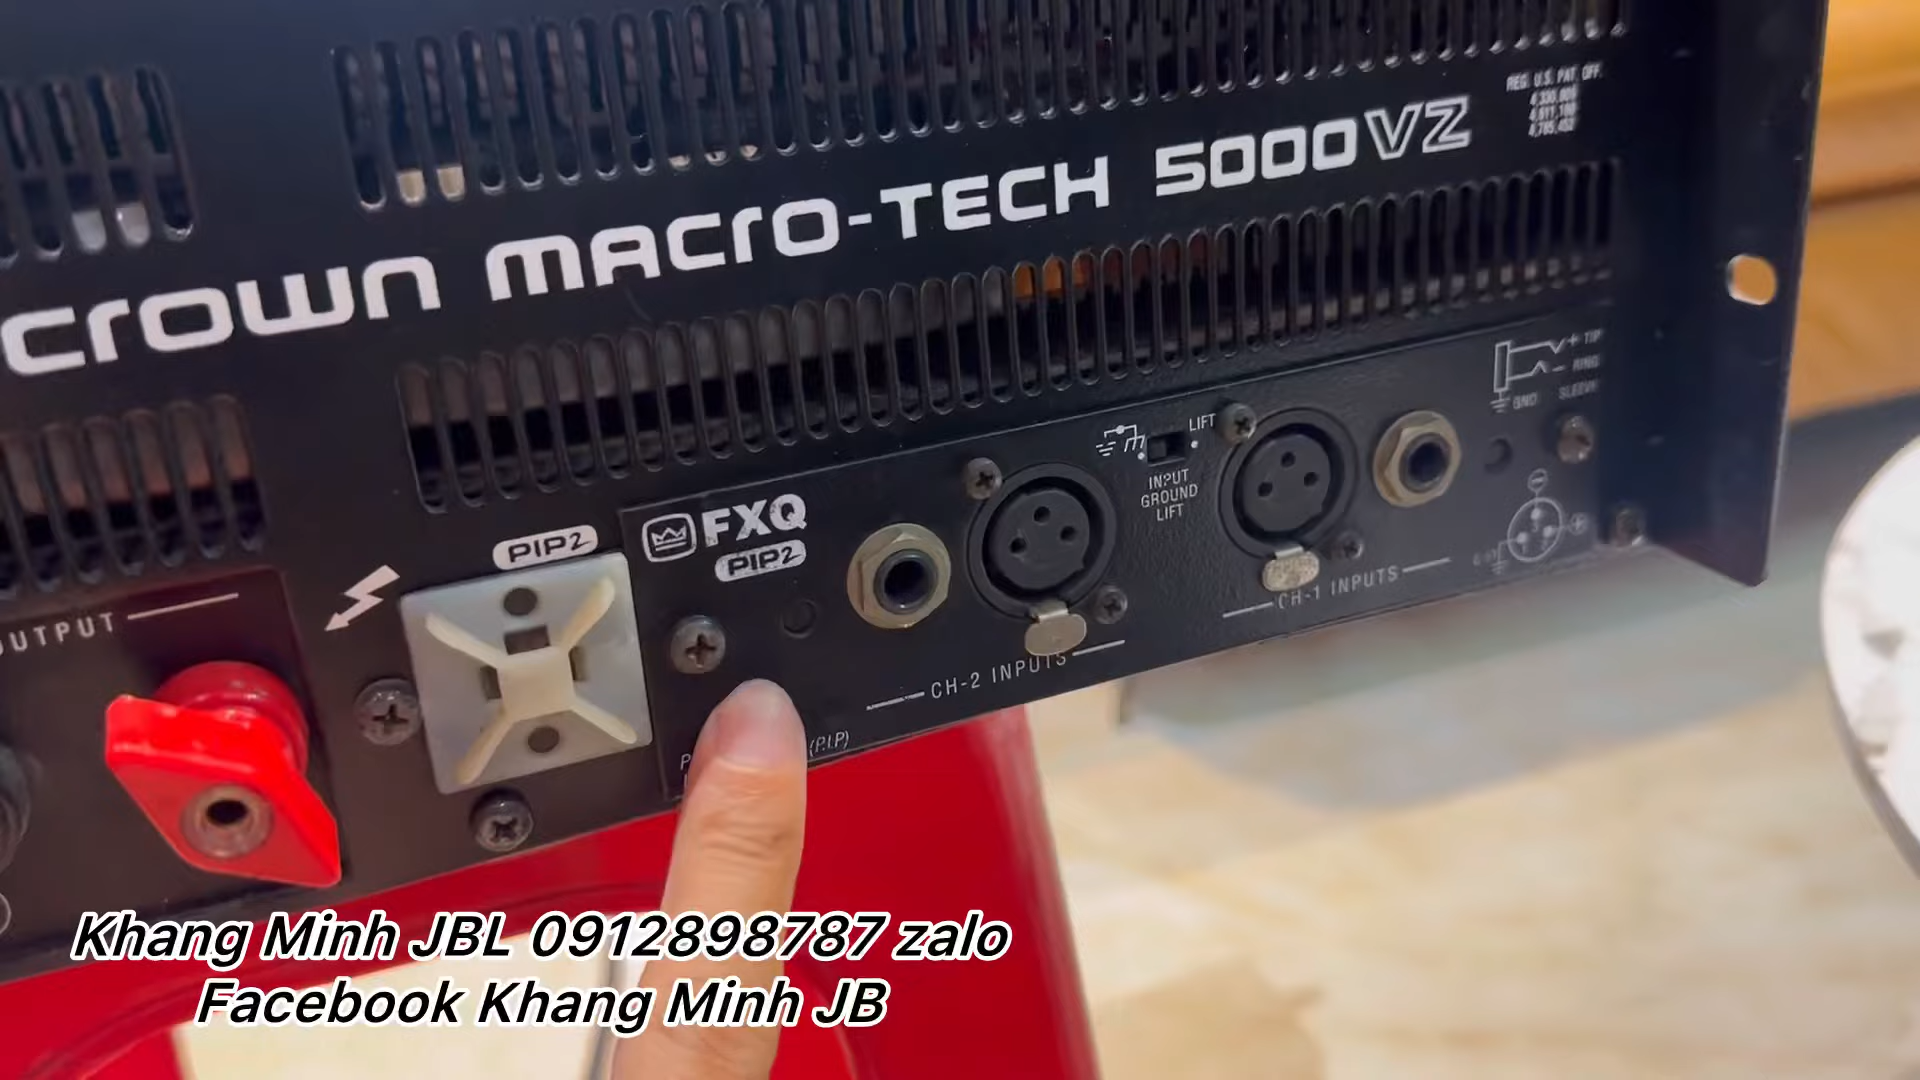 REG. U.S. PAT. OFF.
crown macro-tech 5000VZ
TIP
RING
GND SLEEVE
LIFT
INPUT
GROUND
LIFT
FXQ
PIP2
PIP2
OUTPUT
CH-1 INPUTS
CH-2 INPUTS
(P.I.P)
Khang Minh JBL 0912898787 zalo
Facebook Khang Minh JB